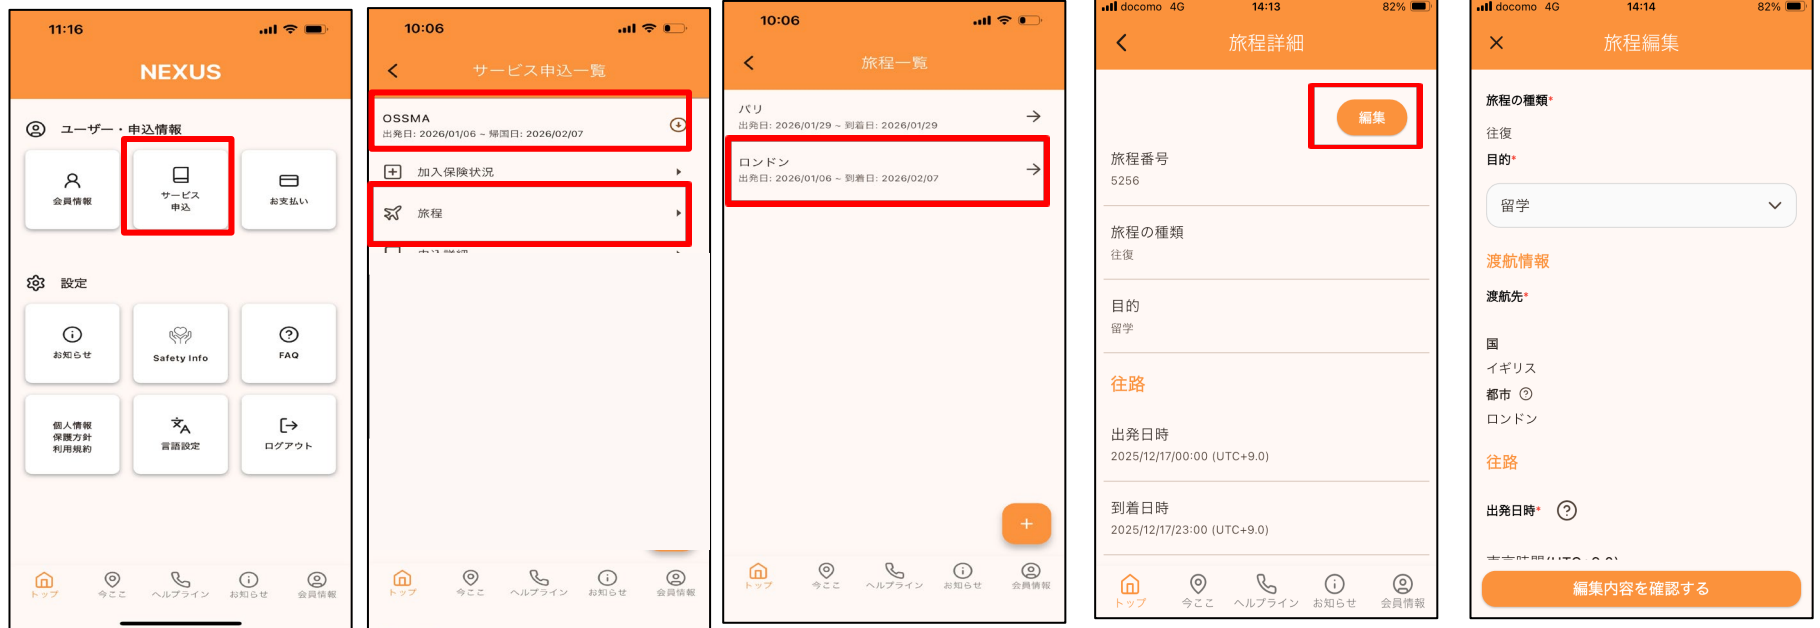 11:16
NEXUS
ユーザー・申込情報
会員情報
サービス
申込
お支払い
設定
お知らせ
Safety Info
FAQ
個人情報
保護方針
利用規約
言語設定
ログアウト
トップ
今ここ
ヘルプライン
お知らせ
会員情報
10:06
サービス申込一覧
OSSMA
出発日: 2026/01/06 ~ 帰国日: 2026/02/07
加入保険状況
旅程
トップ
今ここ
ヘルプライン
お知らせ
会員情報
10:06
旅程一覧
パリ
出発日: 2026/01/29 ~ 到着日: 2026/01/29
ロンドン
出発日: 2026/01/06 ~ 到着日: 2026/02/07
+
トップ
今ここ
ヘルプライン
お知らせ
会員情報
docomo 4G 14:13 82%
旅程詳細
編集
旅程番号
5256
旅程の種類
往復
目的
留学
往路
出発日時
2025/12/17/00:00 (UTC+9.0)
到着日時
2025/12/17/23:00 (UTC+9.0)
トップ
今ここ
ヘルプライン
お知らせ
会員情報
docomo 4G 14:14 82%
旅程編集
旅程の種類*
往復
目的*
留学
渡航情報
渡航先*
国
イギリス
都市
ロンドン
往路
出発日時*
編集内容を確認する